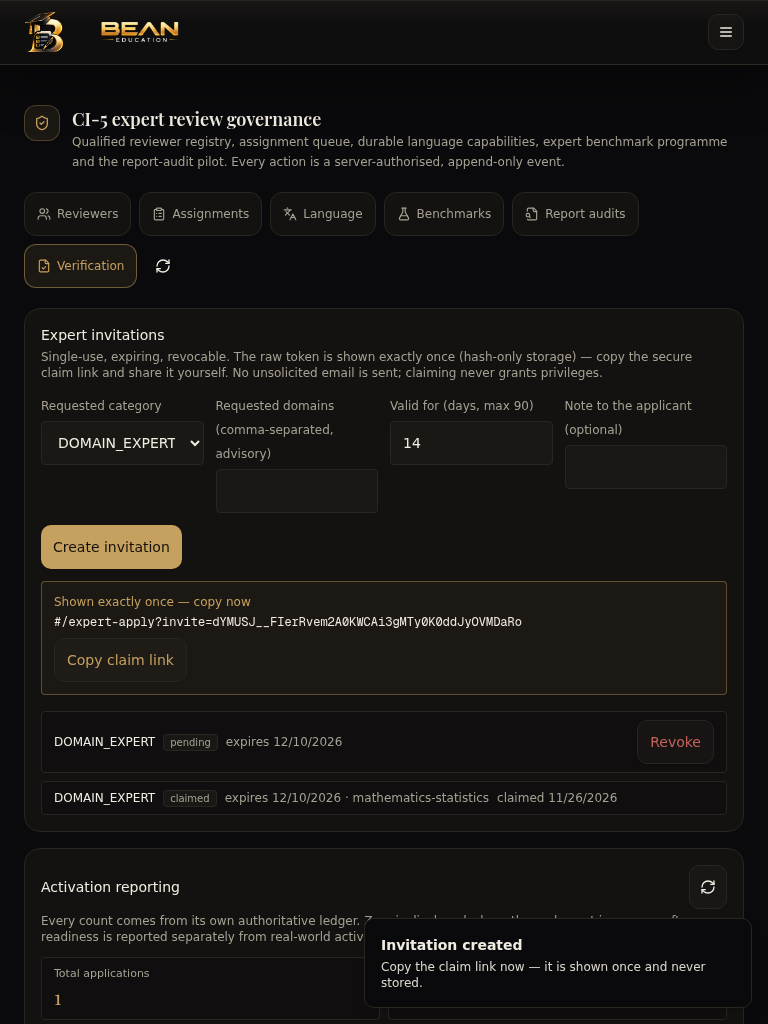 BEAN
EDUCATION
CI-5 expert review governance
Qualified reviewer registry, assignment queue, durable language capabilities, expert benchmark programme
and the report-audit pilot. Every action is a server-authorised, append-only event.
Reviewers
Assignments
Language
Benchmarks
Report audits
Verification
Expert invitations
Single-use, expiring, revocable. The raw token is shown exactly once (hash-only storage) — copy the secure
claim link and share it yourself. No unsolicited email is sent; claiming never grants privileges.
Requested category
DOMAIN_EXPERT
Requested domains
(comma-separated,
advisory)
Valid for (days, max 90)
14
Note to the applicant
(optional)
Create invitation
Shown exactly once — copy now
#/expert-apply?invite=dYMUSJ__FIerRvem2A0KWCAi3gMTy0K0ddJyOVMDaRo
Copy claim link
DOMAIN_EXPERT pending expires 12/10/2026
Revoke
DOMAIN_EXPERT claimed expires 12/10/2026 · mathematics-statistics claimed 11/26/2026
Activation reporting
Every count comes from its own authoritative ledger.
readiness is reported separately from real-world
Total applications
1
Invitation created
Copy the claim link now — it is shown once and never
stored.